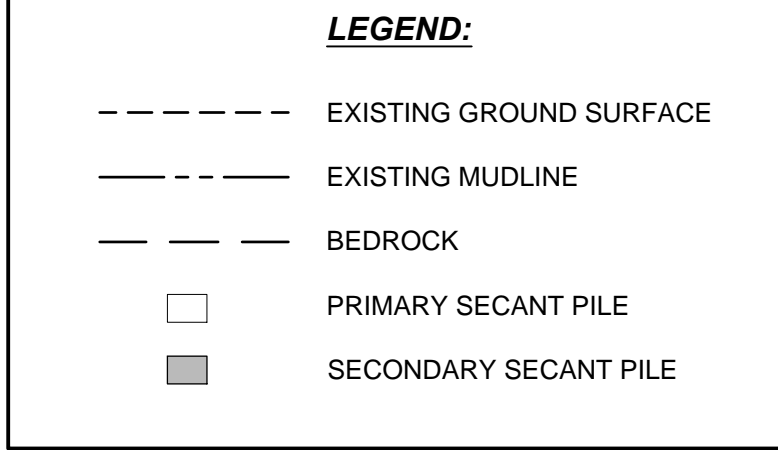 LEGEND:
EXISTING GROUND SURFACE
EXISTING MUDLINE
BEDROCK
PRIMARY SECANT PILE
SECONDARY SECANT PILE